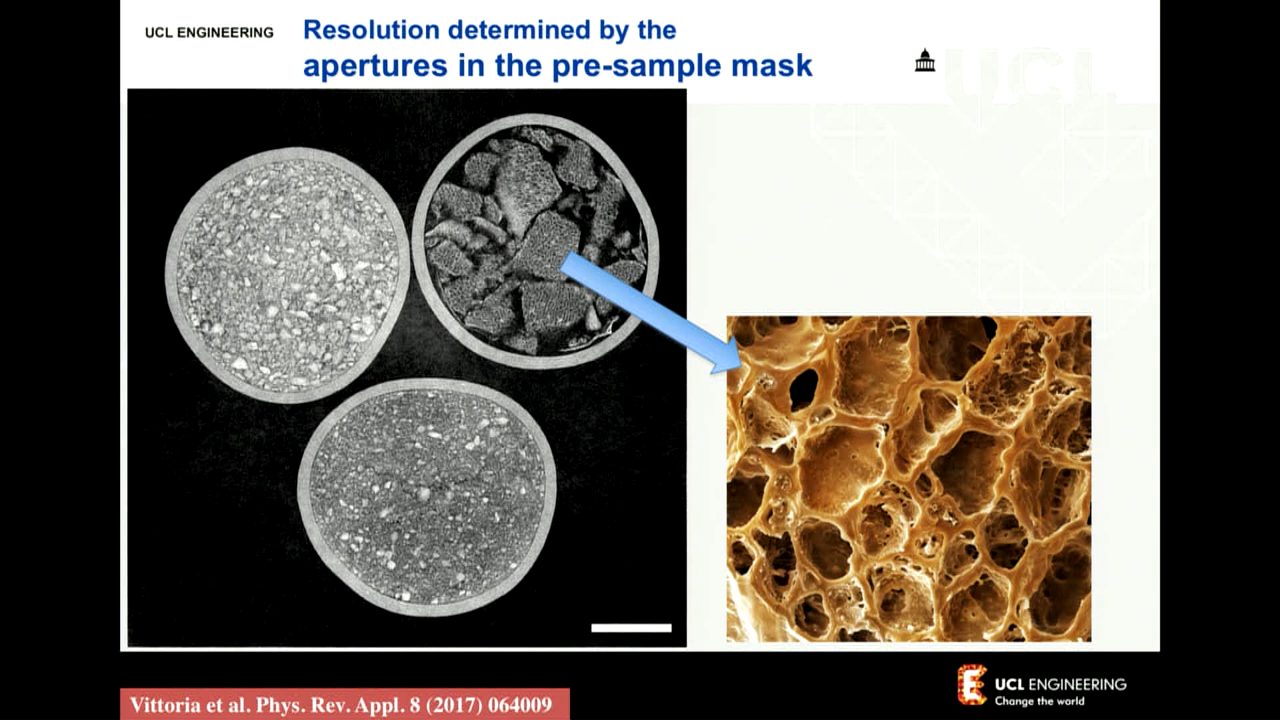 UCL ENGINEERING
Resolution determined by the
apertures in the pre-sample mask
UCL
Vittoria et al. Phys. Rev. Appl. 8 (2017) 064009
UCL ENGINEERING
Change the world